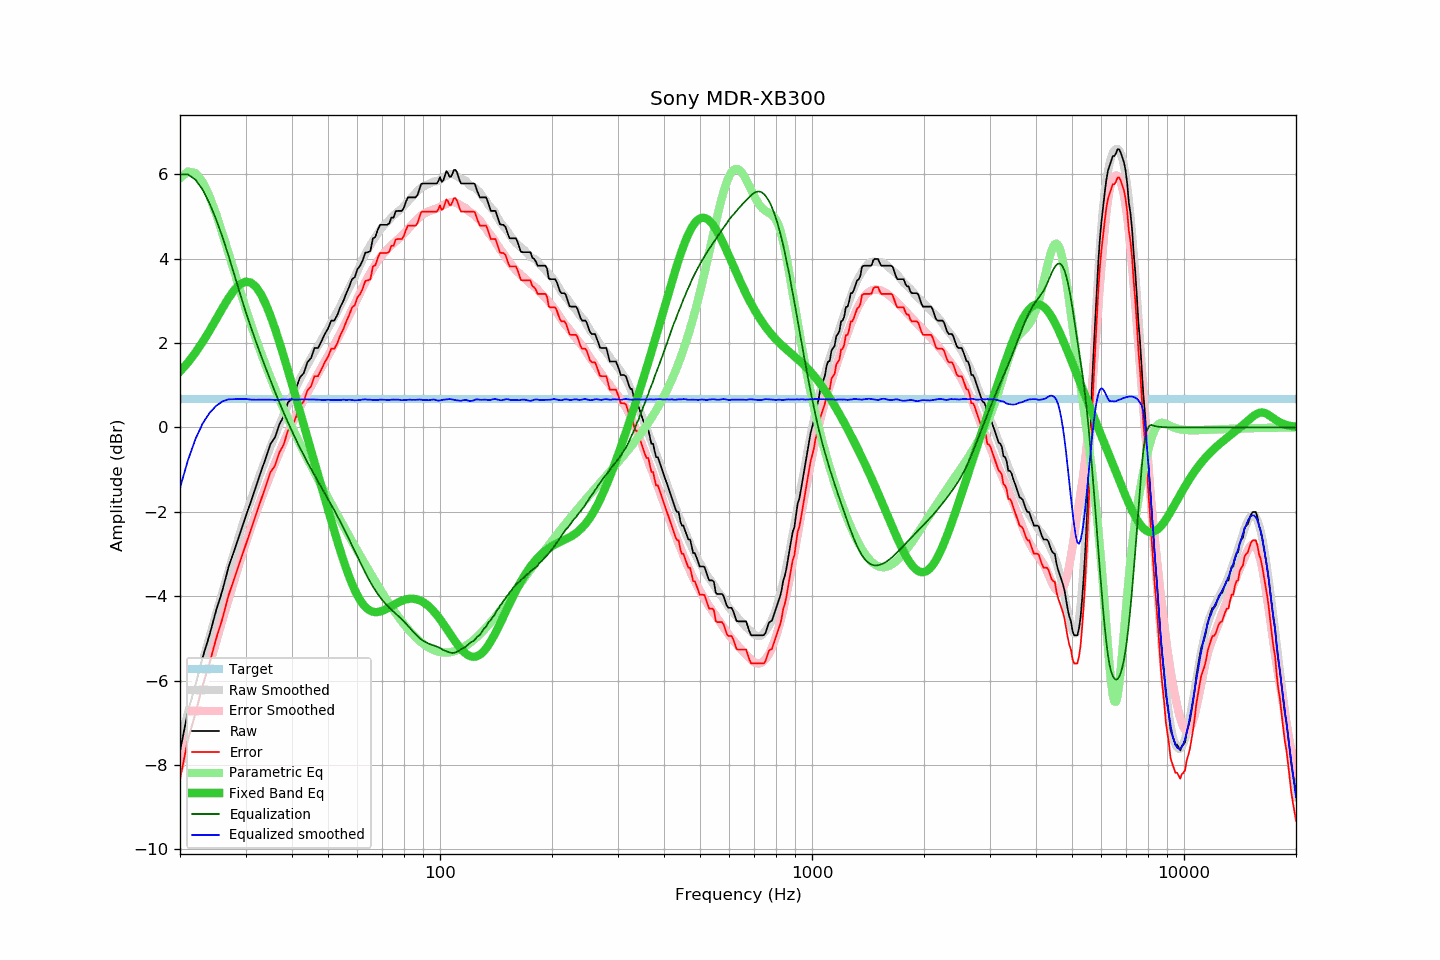 Sony MDR-XB300
6
4
2
0
−2
−4
−6
−8
−10
Amplitude (dBr)
Target
Raw Smoothed
Error Smoothed
Raw
Error
Parametric Eq
Fixed Band Eq
Equalization
Equalized smoothed
100 1000 10000
Frequency (Hz)